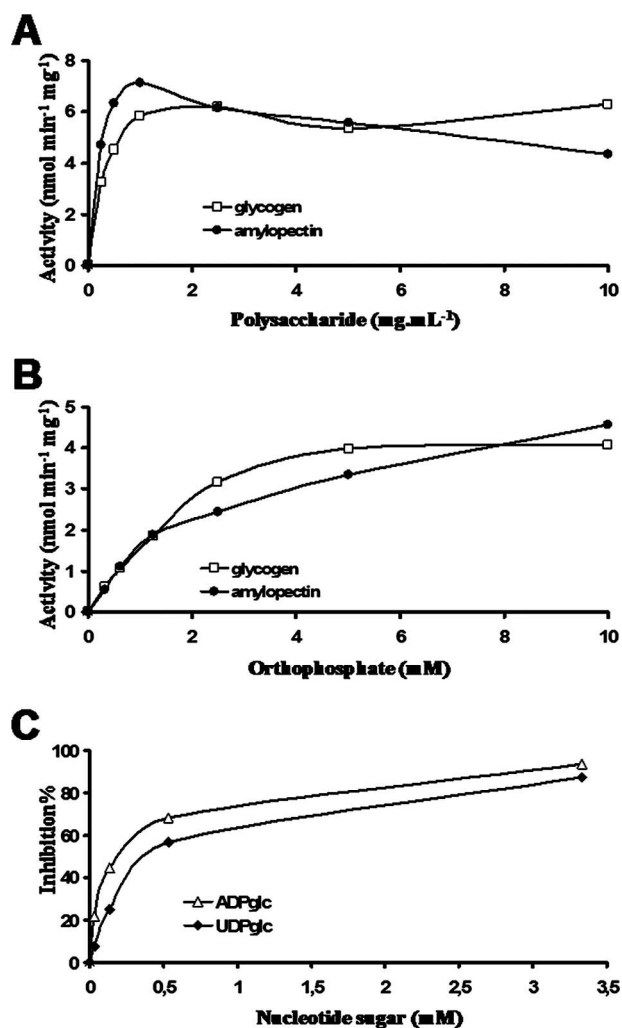 A
Activity (nmol min-1 mg-1)
8
6
4
2
0
glycogen
amylopectin
0 2 4 6 8 10
Polysaccharide (mg.mL-1)
B
Activity (nmol min-1 mg-1)
5
4
3
2
1
0
glycogen
amylopectin
0 2 4 6 8 10
Orthophosphate (mM)
C
Inhibition%
100
80
60
40
20
0
ADPglc
UDPglc
0 0,5 1 1,5 2 2,5 3 3,5
Nucleotide sugar (mM)